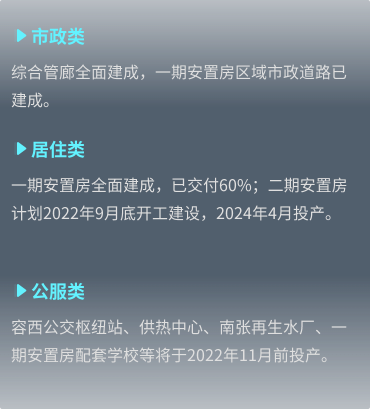 市政类
综合管廊全面建成，一期安置房区域市政道路已
建成。
居住类
一期安置房全面建成，已交付60%；二期安置房
计划2022年9月底开工建设，2024年4月投产。
公服类
容西公交枢纽站、供热中心、南张再生水厂、一
期安置房配套学校等将于2022年11月前投产。